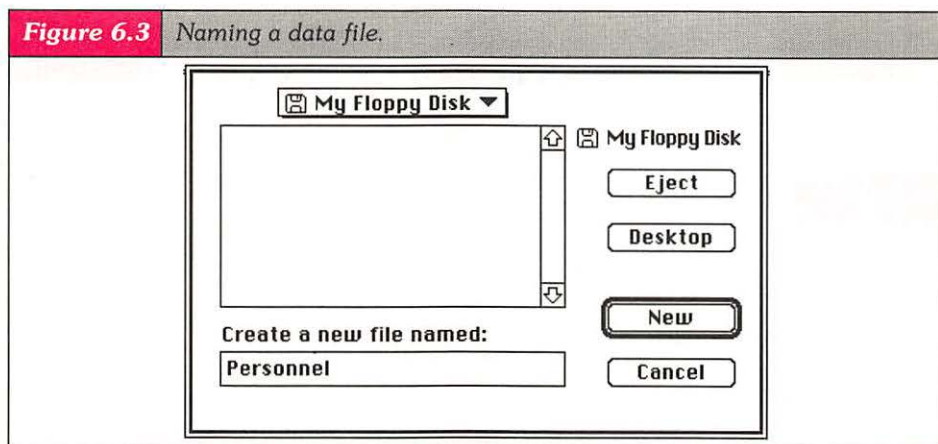 Figure 6.3 Naming a data file.
My Floppy Disk
My Floppy Disk
Eject
Desktop
New
Create a new file named:
Personnel
Cancel